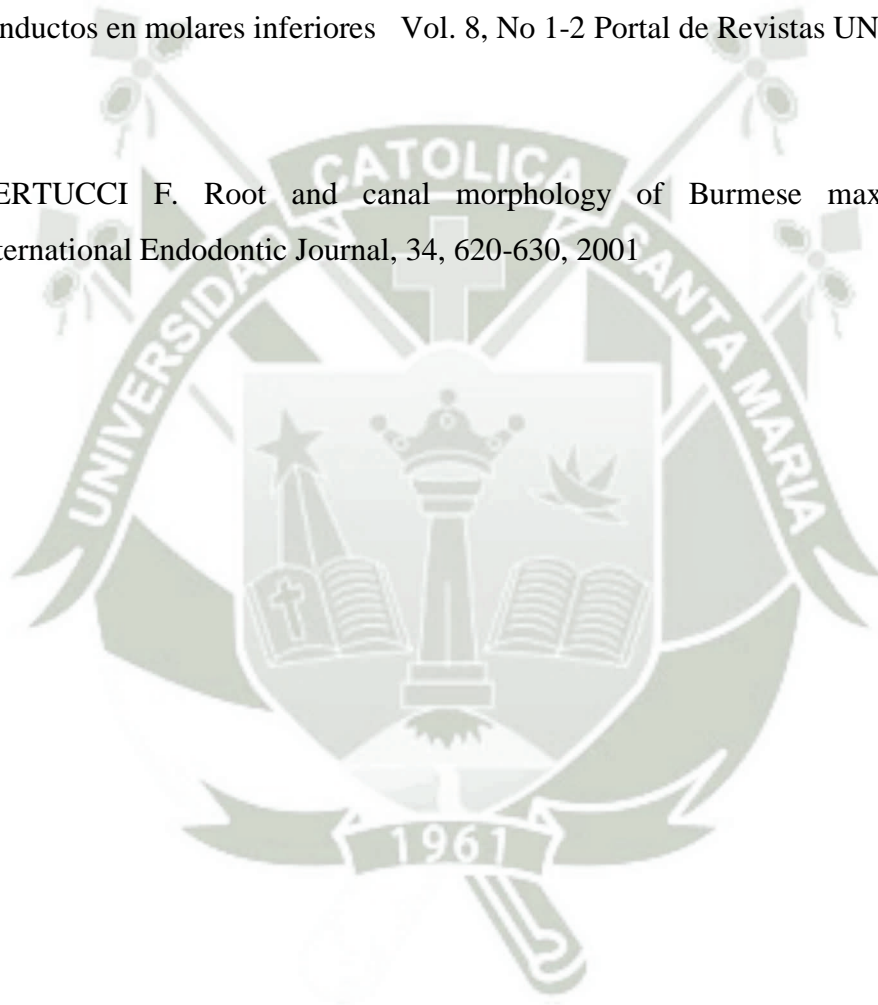 nductos en molares inferiores Vol. 8, No 1-2 Portal de Revistas UN
ERTUCCI F. Root and canal morphology of Burmese max
ternational Endodontic Journal, 34, 620-630, 2001
UNIVERSIDAD CATOLICA SANTA MARIA
1961